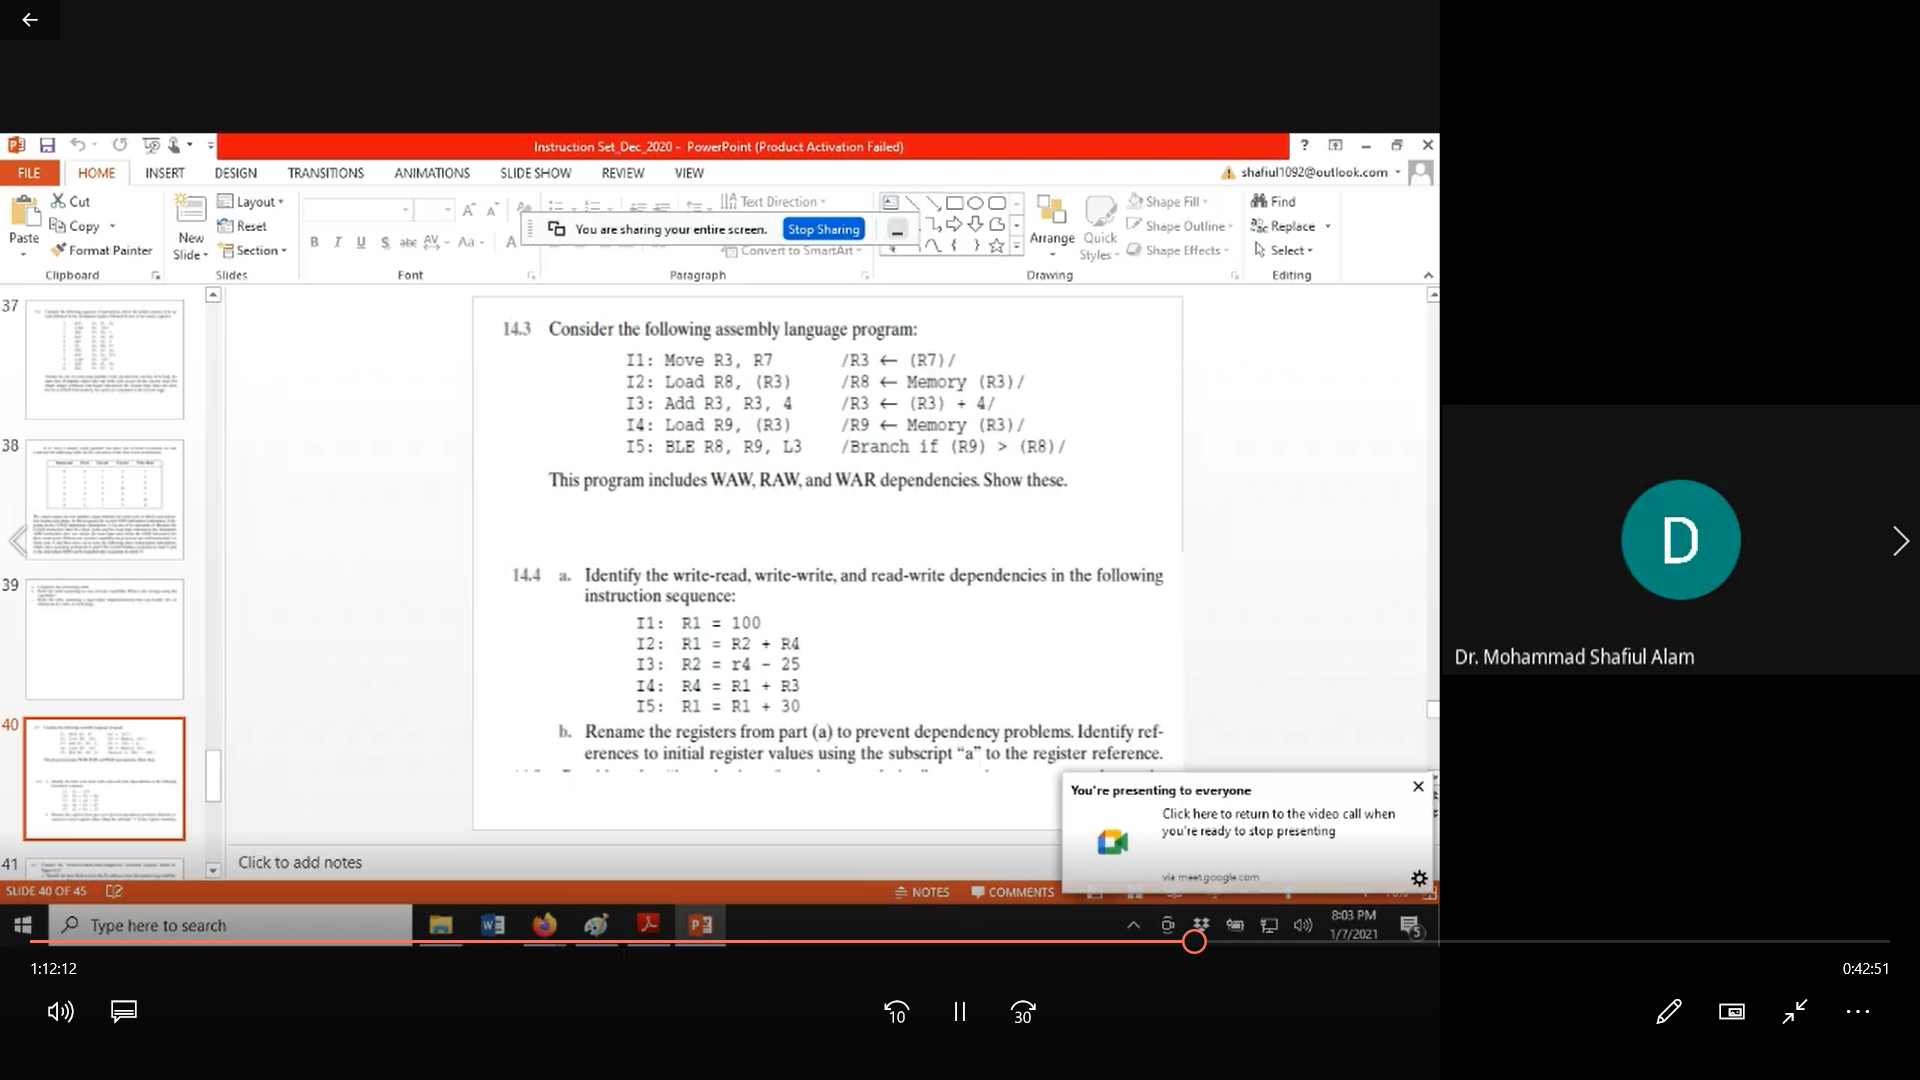 Instruction Set_Dec_2020 - PowerPoint (Product Activation Failed)
FILE HOME INSERT DESIGN TRANSITIONS ANIMATIONS SLIDE SHOW REVIEW VIEW
shafiul1092@outlook.com
Paste
Cut
Copy
Format Painter
Clipboard
New Slide
Layout
Reset
Section
Slides
Font
Text Direction
Convert to SmartArt
Paragraph
You are sharing your entire screen. Stop Sharing
Arrange
Quick Styles
Shape Fill
Shape Outline
Shape Effects
Drawing
Find
Replace
Select
Editing
37
38
39
40
41
14.3 Consider the following assembly language program:
I1: Move R3, R7 /R3 ← (R7)/
I2: Load R8, (R3) /R8 ← Memory (R3)/
I3: Add R3, R3, 4 /R3 ← (R3) + 4/
I4: Load R9, (R3) /R9 ← Memory (R3)/
I5: BLE R8, R9, L3 /Branch if (R9) > (R8)/
This program includes WAW, RAW, and WAR dependencies. Show these.
14.4 a. Identify the write-read, write-write, and read-write dependencies in the following
instruction sequence:
I1: R1 = 100
I2: R1 = R2 + R4
I3: R2 = r4 - 25
I4: R4 = R1 + R3
I5: R1 = R1 + 30
b. Rename the registers from part (a) to prevent dependency problems. Identify ref-
erences to initial register values using the subscript “a” to the register reference.
You're presenting to everyone
Click here to return to the video call when
you're ready to stop presenting
via meet.google.com
Click to add notes
SLIDE 40 OF 45
NOTES COMMENTS
Type here to search
8:03 PM
1/7/2021
5
D
Dr. Mohammad Shafiul Alam
1:12:12
0:42:51
10
30